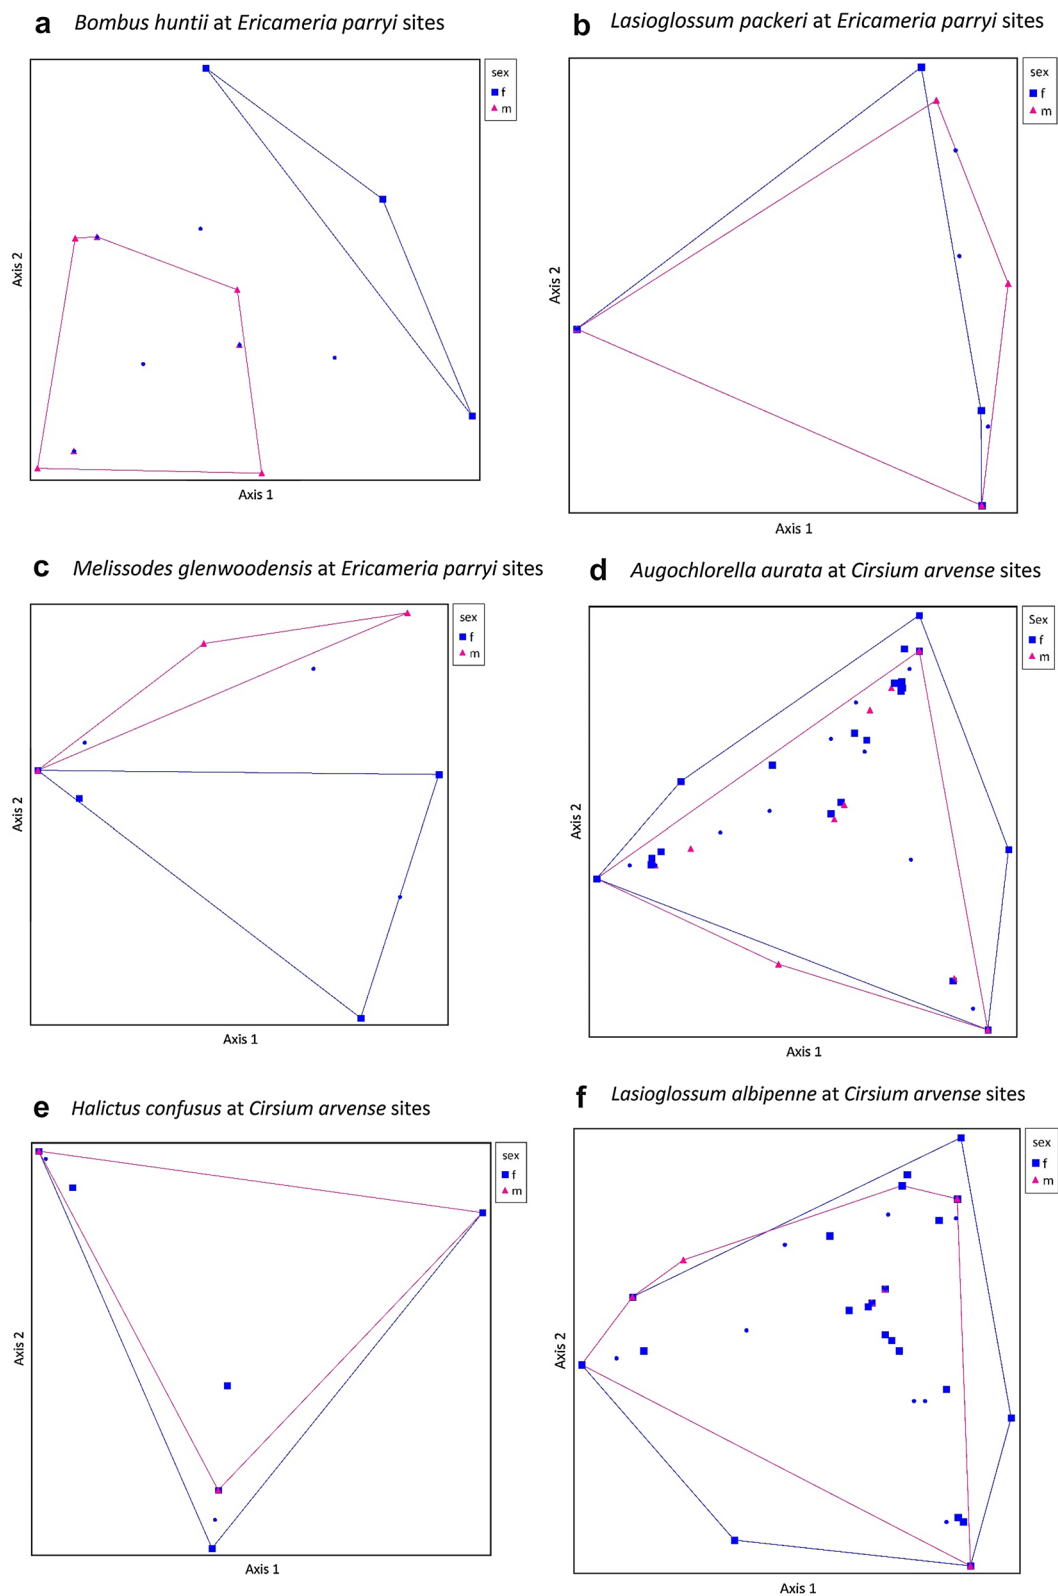 a Bombus huntii at Ericameria parryi sites
sex
f
m
Axis 2
Axis 1
b Lasioglossum packeri at Ericameria parryi sites
sex
f
m
Axis 2
Axis 1
c Melissodes glenwoodensis at Ericameria parryi sites
sex
f
m
Axis 2
Axis 1
d Augochlorella aurata at Cirsium arvense sites
Sex
f
m
Axis 2
Axis 1
e Halictus confusus at Cirsium arvense sites
sex
f
m
Axis 2
Axis 1
f Lasioglossum albipenne at Cirsium arvense sites
sex
f
m
Axis 2
Axis 1